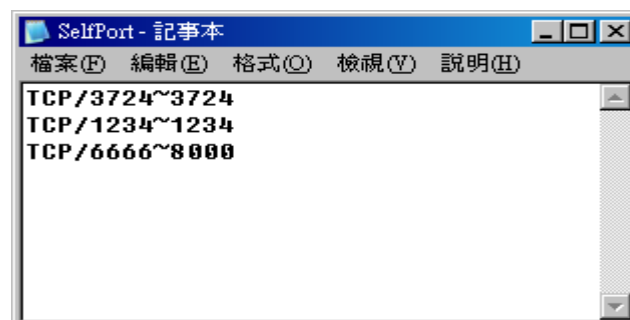 SelfPort - 記事本
檔案(F) 編輯(E) 格式(O) 檢視(V) 說明(H)
TCP/3724~3724
TCP/1234~1234
TCP/6666~8000